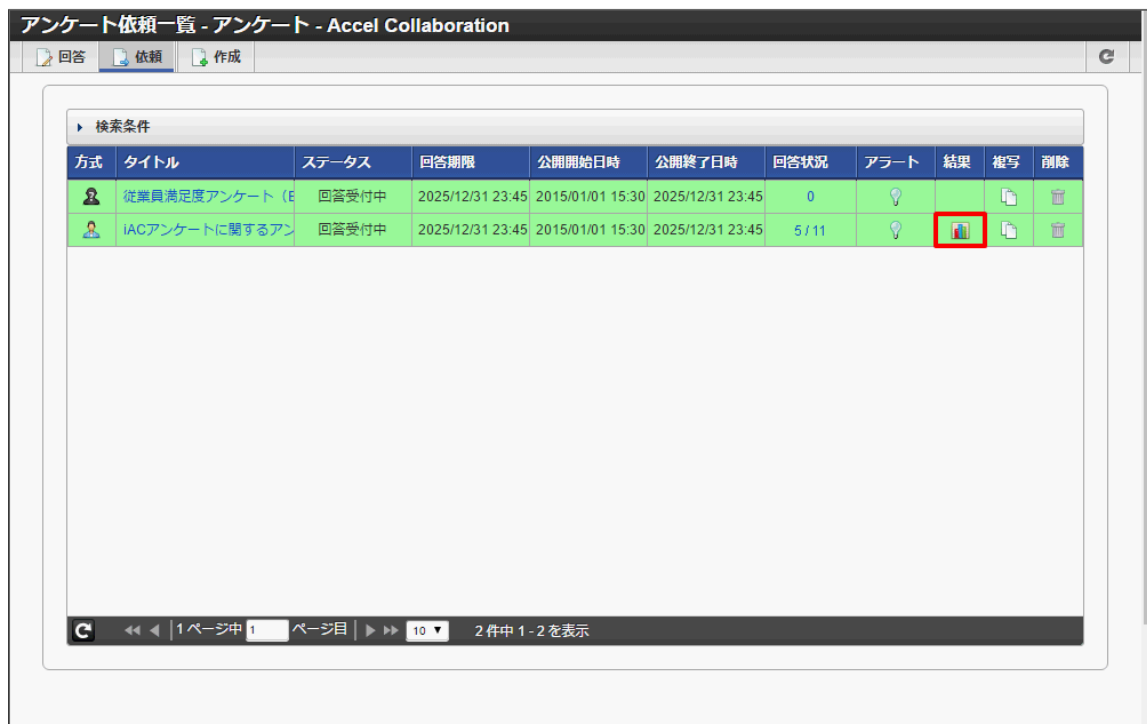 アンケート依頼一覧 - アンケート - Accel Collaboration
回答 依頼 作成
検索条件
方式 タイトル ステータス 回答期限 公開開始日時 公開終了日時 回答状況 アラート 結果 複写 削除
従業員満足度アンケート（E 回答受付中 2025/12/31 23:45 2015/01/01 15:30 2025/12/31 23:45 0
iACアンケートに関するアン 回答受付中 2025/12/31 23:45 2015/01/01 15:30 2025/12/31 23:45 5 / 11
1 ページ中 1 ページ目 10 2 件中 1 - 2 を表示